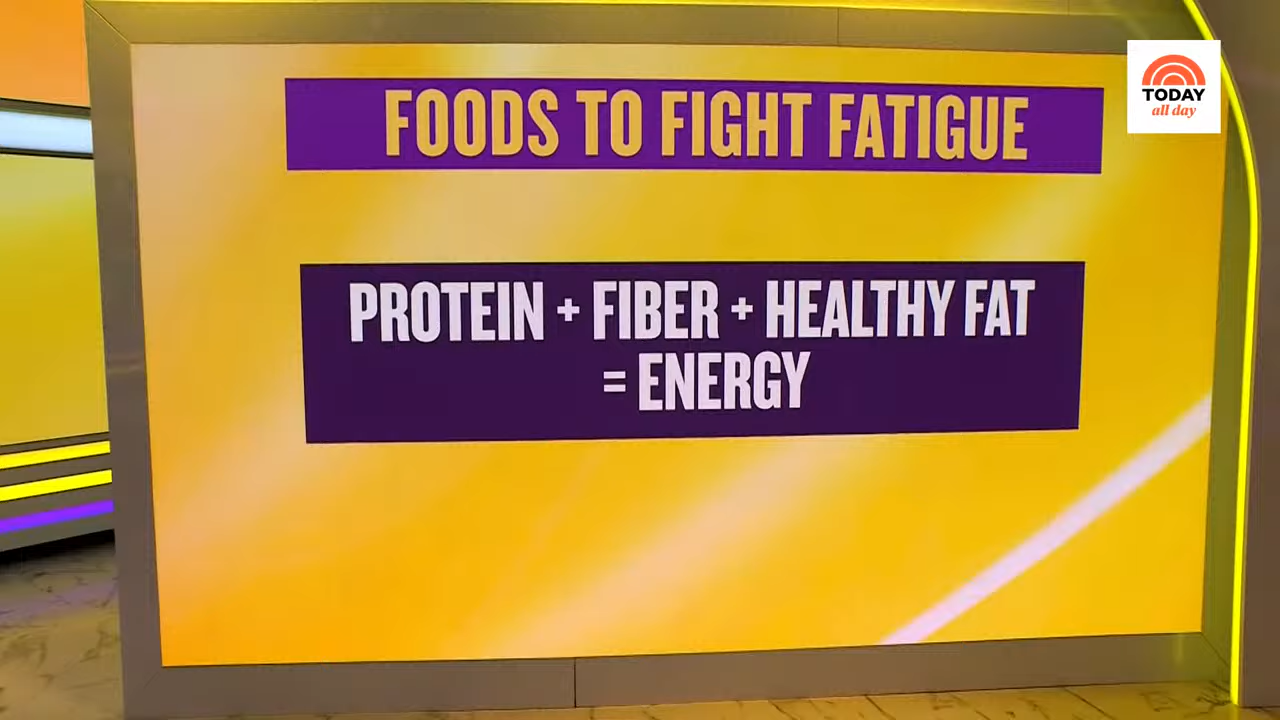 TODAY
all day
FOODS TO FIGHT FATIGUE
PROTEIN + FIBER + HEALTHY FAT
= ENERGY